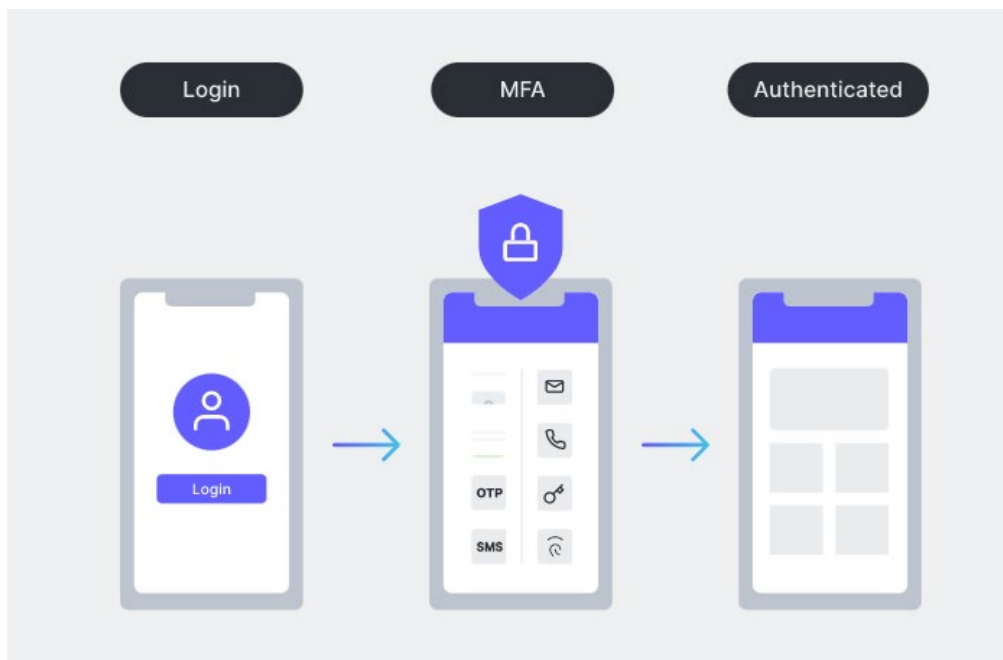 Login
MFA
Authenticated
Login
OTP
SMS